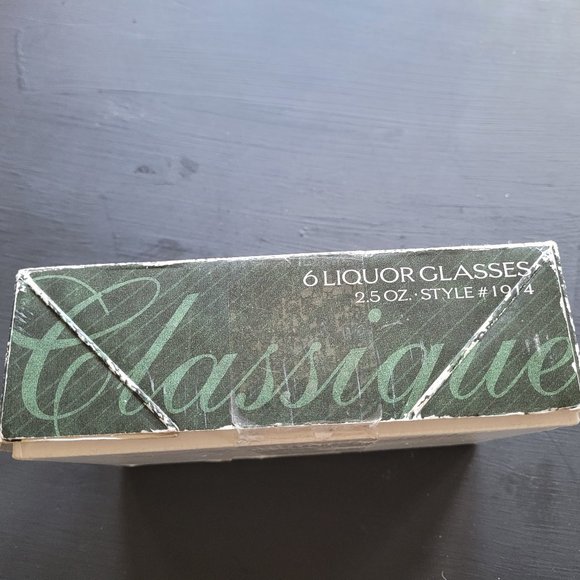 6 LIQUOR GLASSES
2.5 OZ. · STYLE #1914
Classique